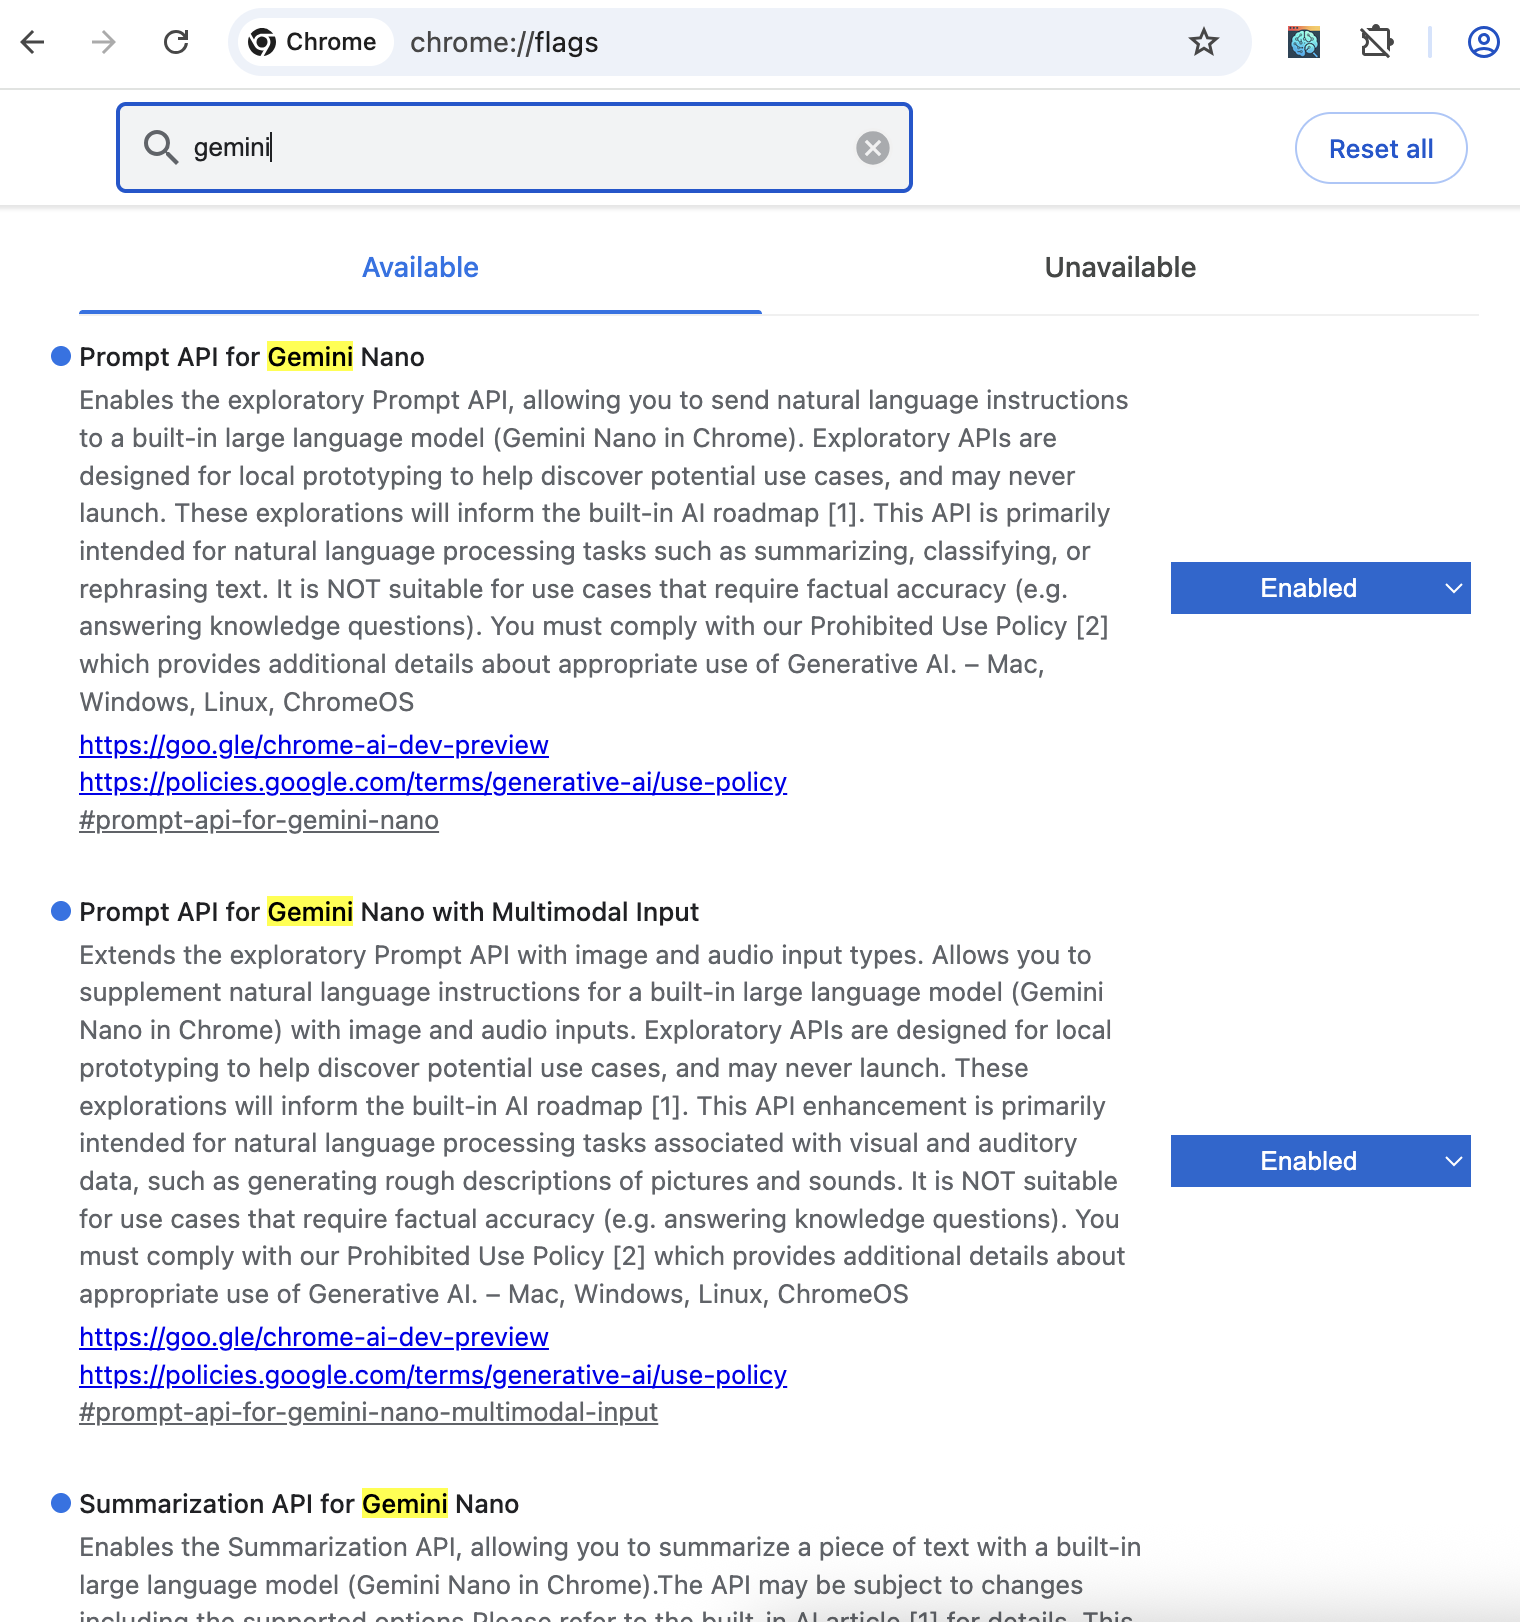 Chrome
chrome://flags
gemini
Reset all
Available
Unavailable
Prompt API for Gemini Nano
Enables the exploratory Prompt API, allowing you to send natural language instructions
to a built-in large language model (Gemini Nano in Chrome). Exploratory APIs are
designed for local prototyping to help discover potential use cases, and may never
launch. These explorations will inform the built-in AI roadmap [1]. This API is primarily
intended for natural language processing tasks such as summarizing, classifying, or
rephrasing text. It is NOT suitable for use cases that require factual accuracy (e.g.
answering knowledge questions). You must comply with our Prohibited Use Policy [2]
which provides additional details about appropriate use of Generative AI. – Mac,
Windows, Linux, ChromeOS
https://goo.gle/chrome-ai-dev-preview
https://policies.google.com/terms/generative-ai/use-policy
#prompt-api-for-gemini-nano
Enabled
Prompt API for Gemini Nano with Multimodal Input
Extends the exploratory Prompt API with image and audio input types. Allows you to
supplement natural language instructions for a built-in large language model (Gemini
Nano in Chrome) with image and audio inputs. Exploratory APIs are designed for local
prototyping to help discover potential use cases, and may never launch. These
explorations will inform the built-in AI roadmap [1]. This API enhancement is primarily
intended for natural language processing tasks associated with visual and auditory
data, such as generating rough descriptions of pictures and sounds. It is NOT suitable
for use cases that require factual accuracy (e.g. answering knowledge questions). You
must comply with our Prohibited Use Policy [2] which provides additional details about
appropriate use of Generative AI. – Mac, Windows, Linux, ChromeOS
https://goo.gle/chrome-ai-dev-preview
https://policies.google.com/terms/generative-ai/use-policy
#prompt-api-for-gemini-nano-multimodal-input
Enabled
Summarization API for Gemini Nano
Enables the Summarization API, allowing you to summarize a piece of text with a built-in
large language model (Gemini Nano in Chrome).The API may be subject to changes
including the supported options.Please refer to the built-in AI article [1] for details. This